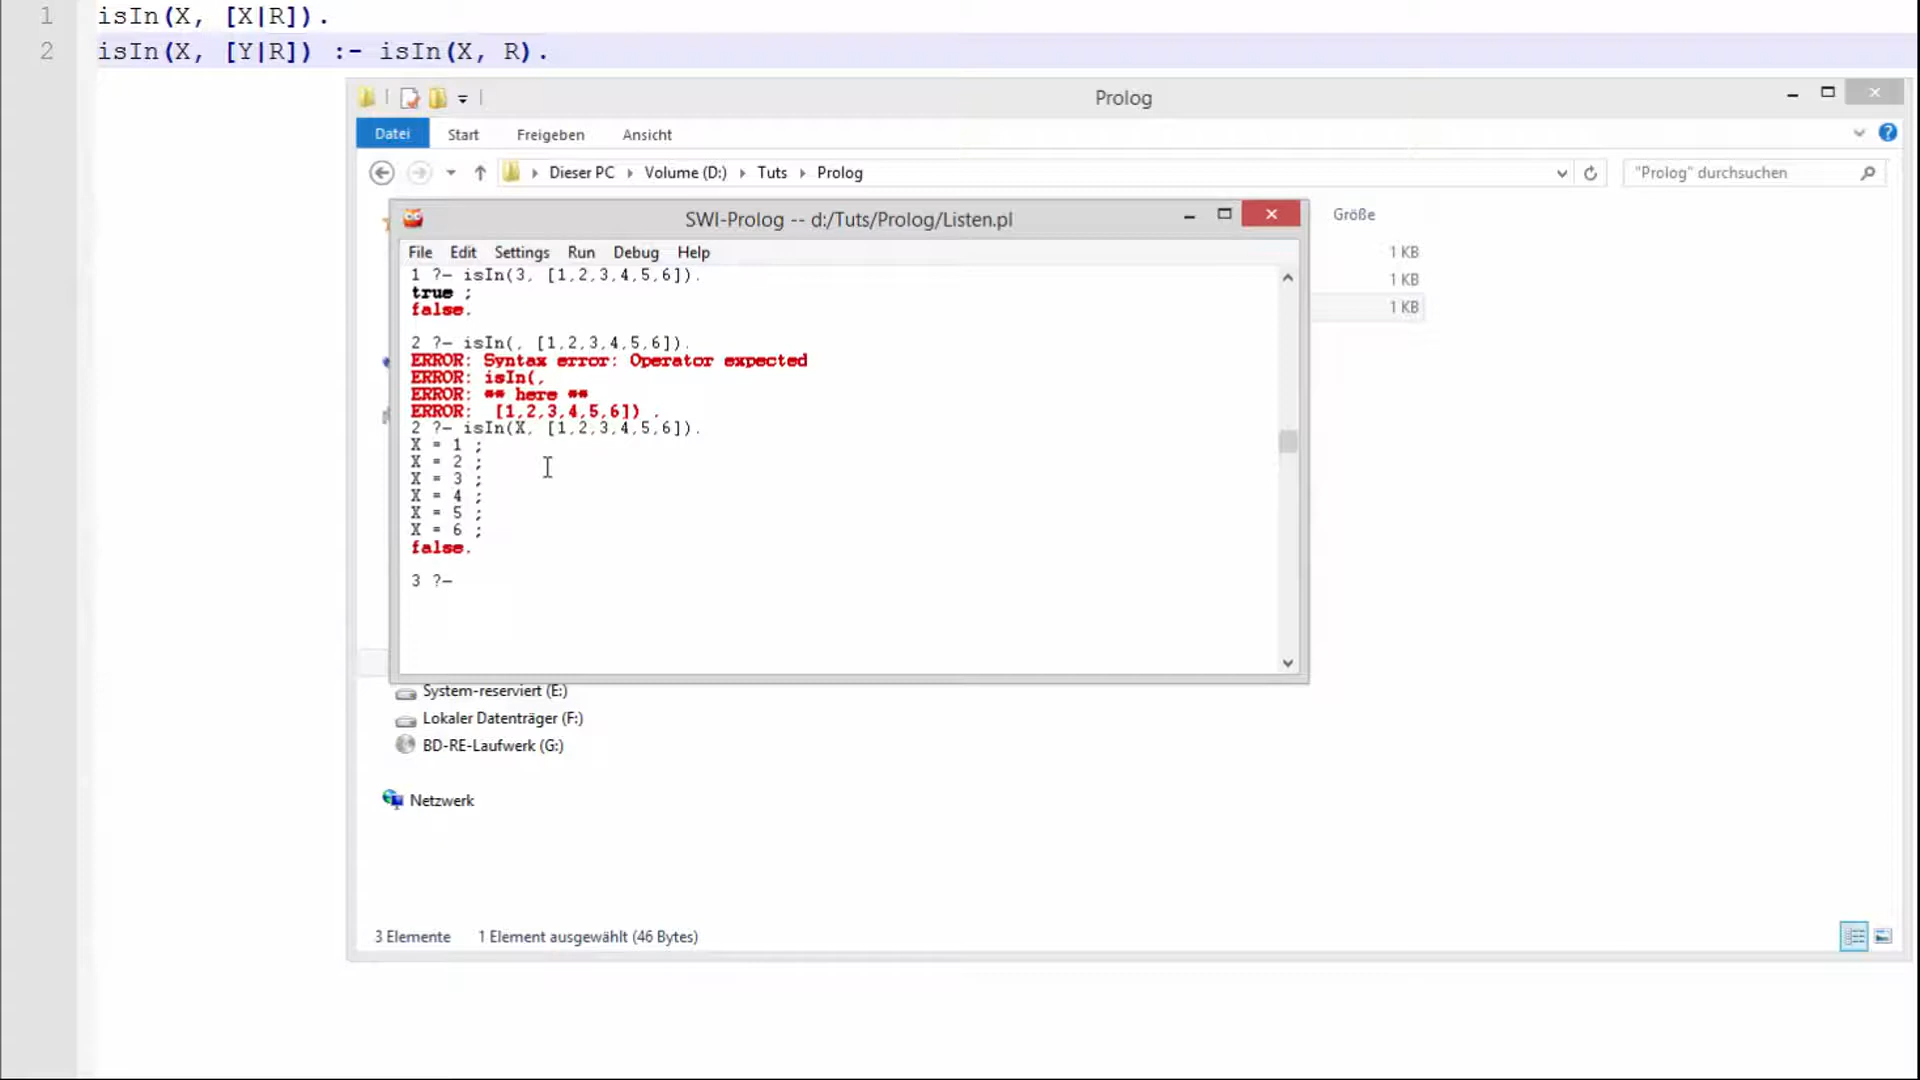 1 isIn(X, [X|R]).
2 isIn(X, [Y|R]) :- isIn(X, R).
Prolog
Datei Start Freigeben Ansicht
Dieser PC Volume (D:) Tuts Prolog "Prolog" durchsuchen
SWI-Prolog -- d:/Tuts/Prolog/Listen.pl
Größe
File Edit Settings Run Debug Help
1 KB
1 KB
1 KB
1 ?- isIn(3, [1,2,3,4,5,6]).
true ;
false.
2 ?- isIn(, [1,2,3,4,5,6]).
ERROR: Syntax error: Operator expected
ERROR: isIn(,
ERROR: ** here **
ERROR:  [1,2,3,4,5,6]) .
2 ?- isIn(X, [1,2,3,4,5,6]).
X = 1 ;
X = 2 ;
X = 3 ;
X = 4 ;
X = 5 ;
X = 6 ;
false.
3 ?-
System-reserviert (E:)
Lokaler Datenträger (F:)
BD-RE-Laufwerk (G:)
Netzwerk
3 Elemente 1 Element ausgewählt (46 Bytes)